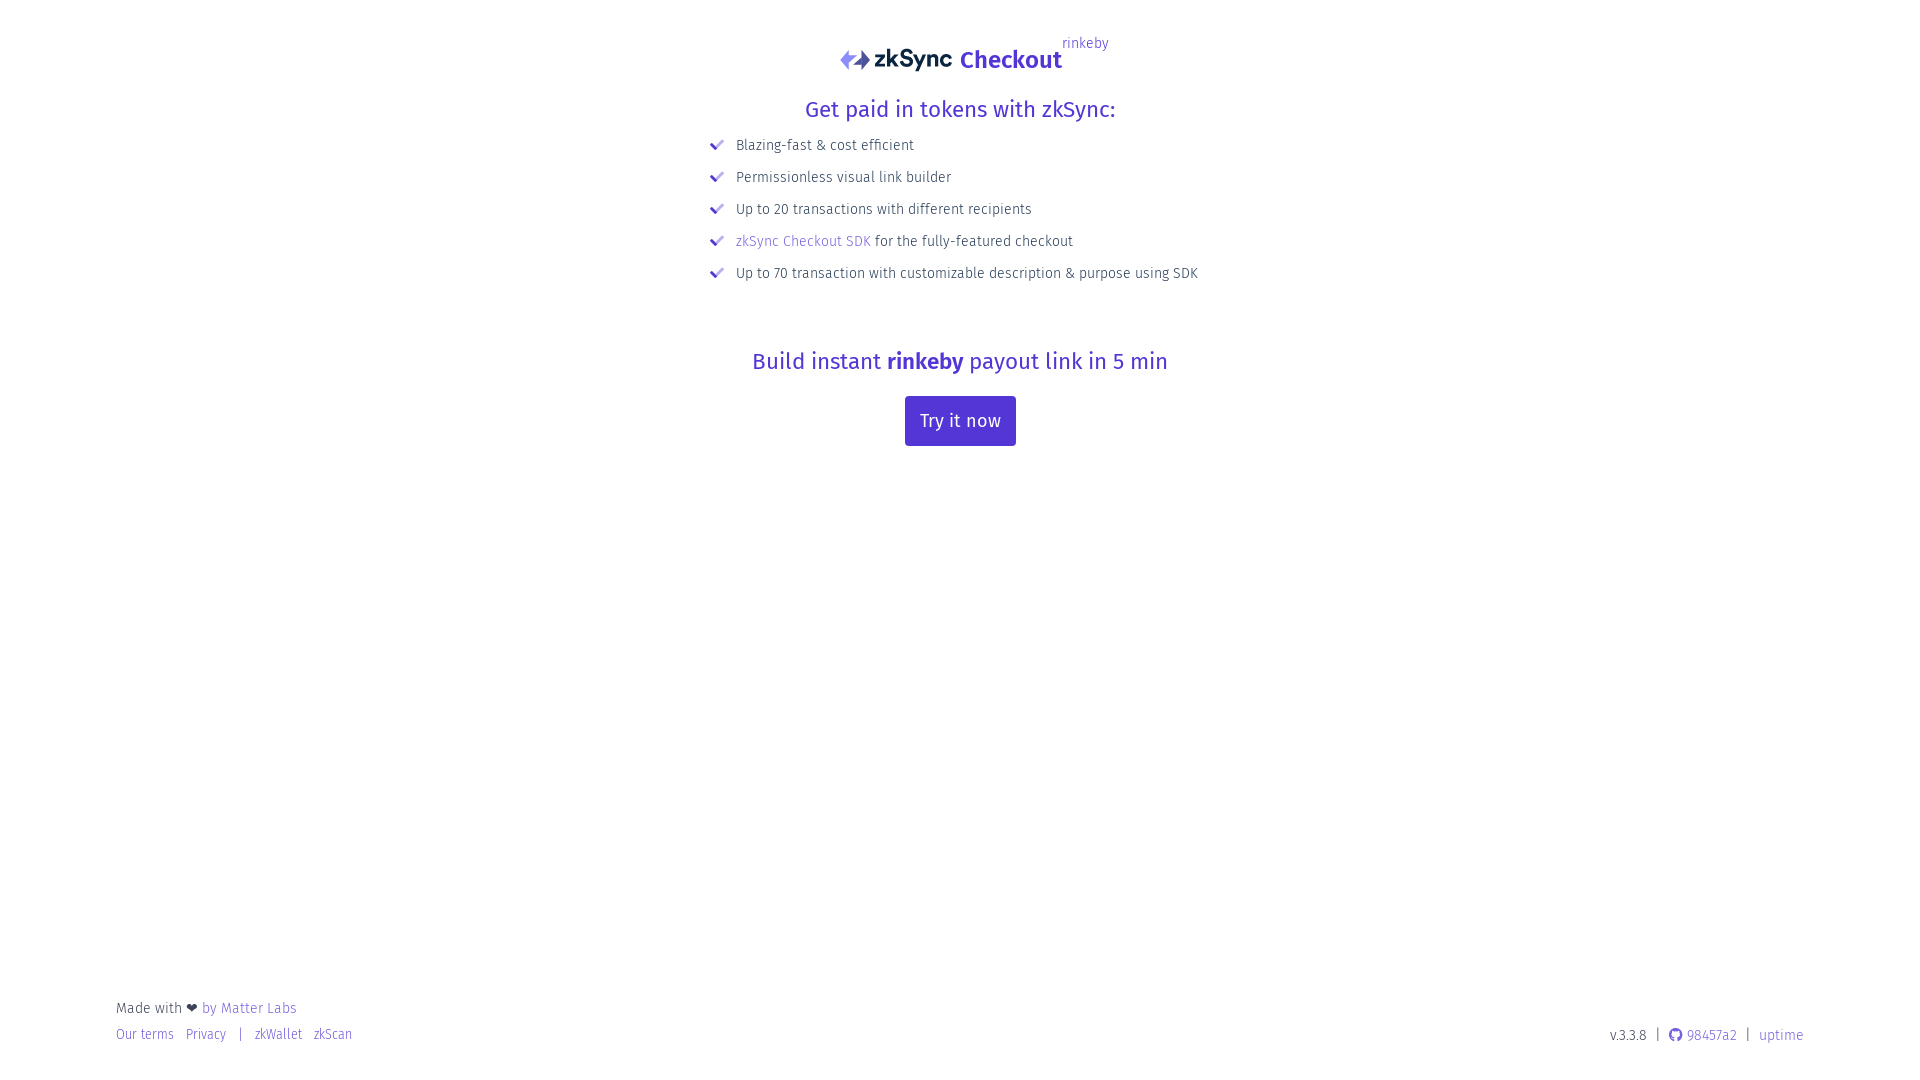 zkSync Checkout rinkeby
Get paid in tokens with zkSync:
Blazing-fast & cost efficient
Permissionless visual link builder
Up to 20 transactions with different recipients
zkSync Checkout SDK for the fully-featured checkout
Up to 70 transaction with customizable description & purpose using SDK
Build instant rinkeby payout link in 5 min
Try it now
Made with ❤ by Matter Labs
Our terms Privacy | zkWallet zkScan
v.3.3.8 | 98457a2 | uptime